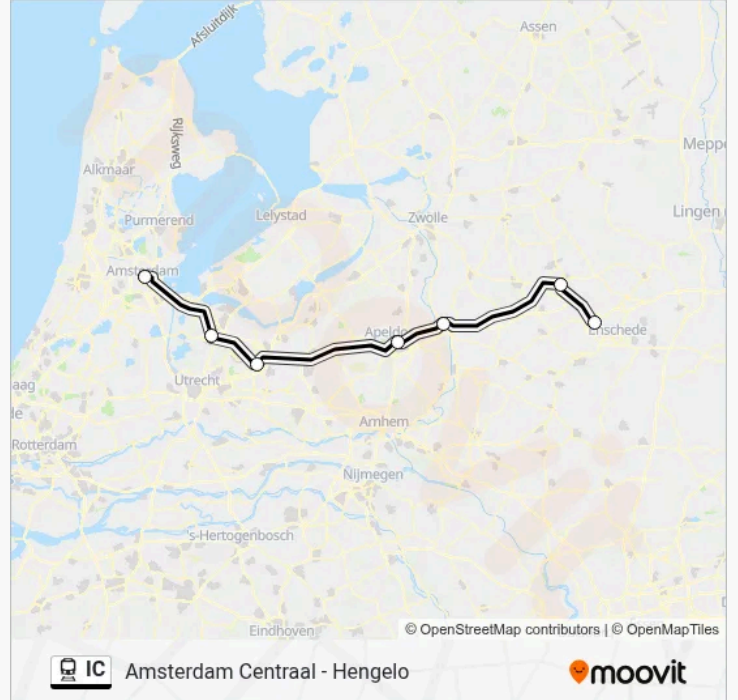 Afsluitdijk
Assen
Rijksweg
Meppe
Alkmaar
Purmerend
Lelystad
Zwolle
Lingen
Amsterdam
Enschede
Apeldo
Utrecht
aag
de
Arnhem
Rotterdam
Nijmegen
's-Hertogenbosch
Eindhoven
© OpenStreetMap contributors | © OpenMapTiles
IC Amsterdam Centraal - Hengelo
moovit